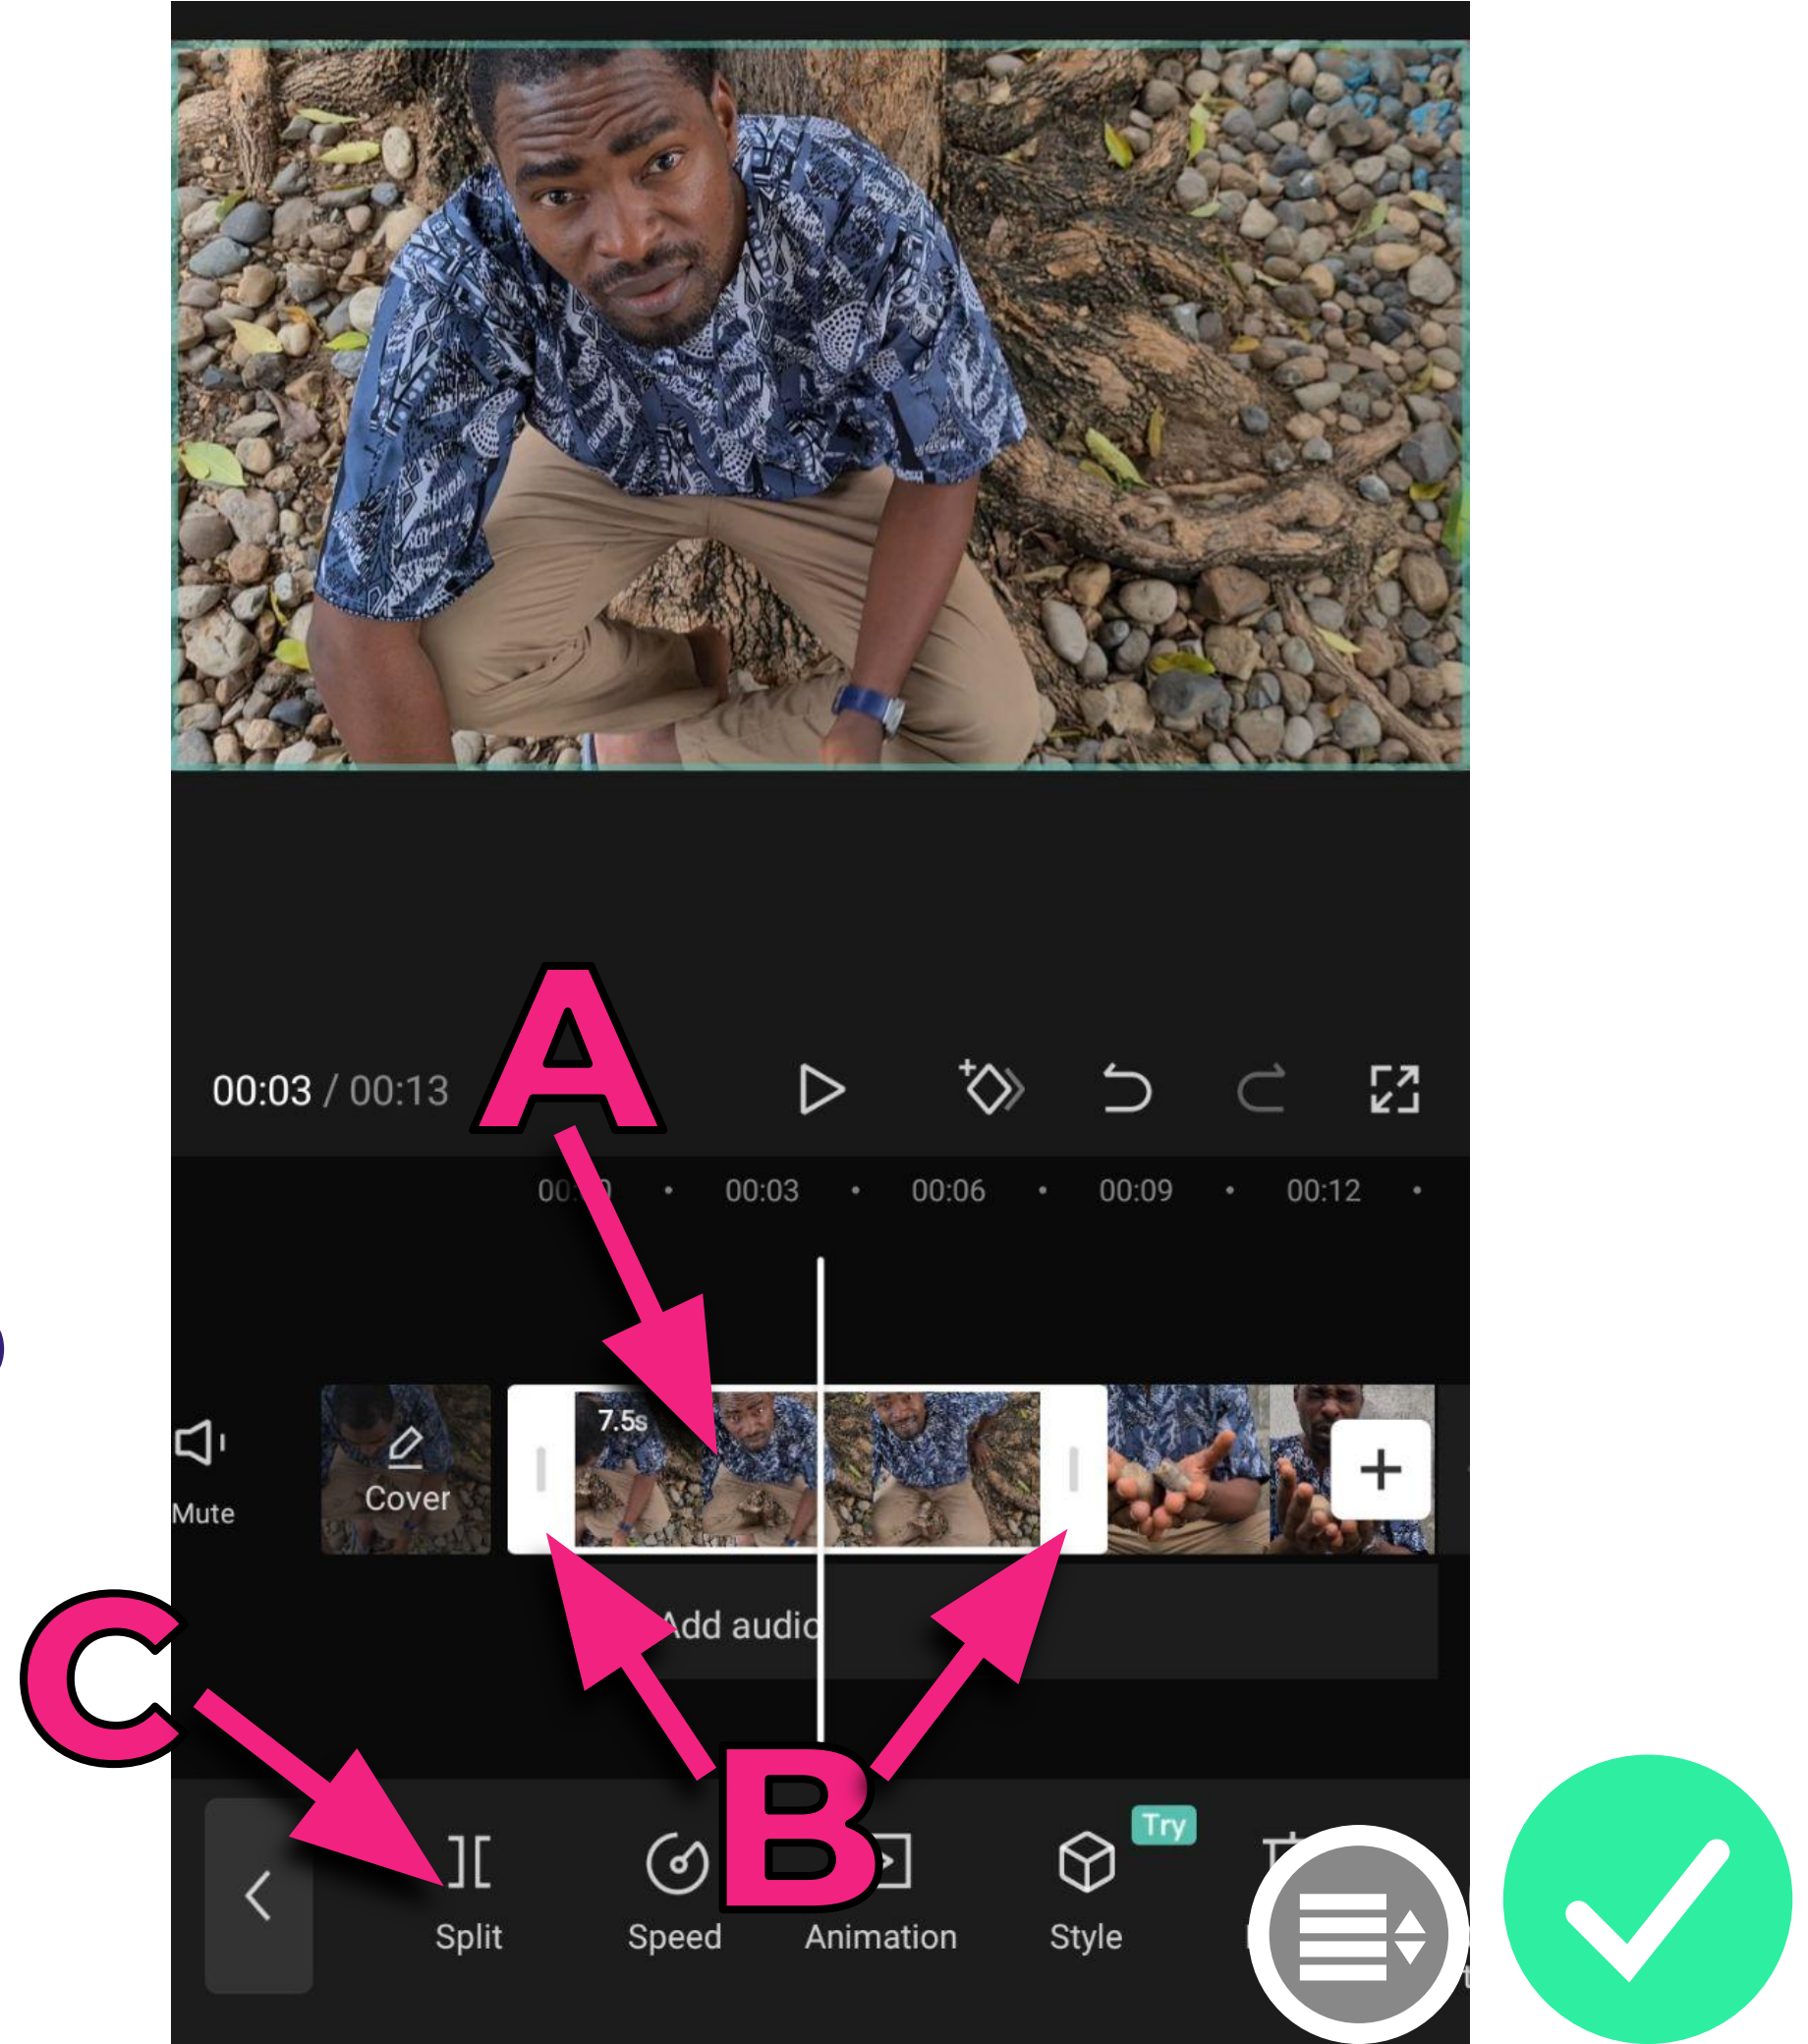 A
00:03 / 00:13
00:03 00:06 00:09 00:12
7.5s
Cover
Mute
Add audio
C
B
Try
Split Speed Animation Style